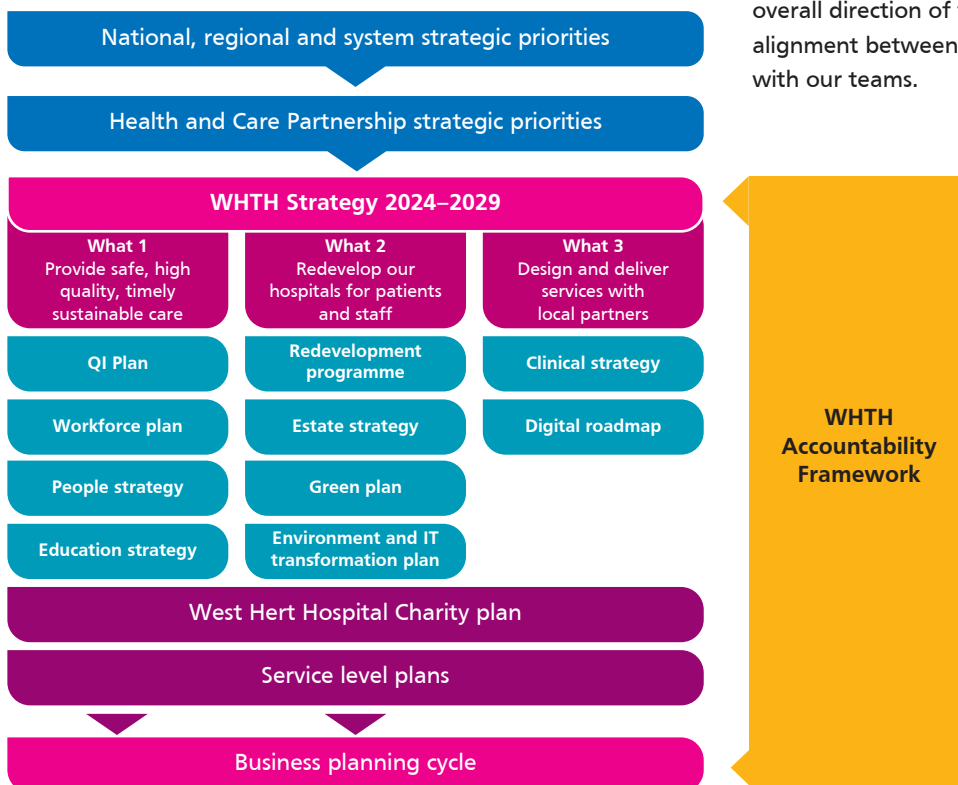 overall direction of
alignment between
with our teams.
National, regional and system strategic priorities
Health and Care Partnership strategic priorities
WHTH Strategy 2024–2029
What 1
Provide safe, high
quality, timely
sustainable care
What 2
Redevelop our
hospitals for patients
and staff
What 3
Design and deliver
services with
local partners
QI Plan
Workforce plan
People strategy
Education strategy
Redevelopment
programme
Estate strategy
Green plan
Environment and IT
transformation plan
Clinical strategy
Digital roadmap
West Hert Hospital Charity plan
Service level plans
Business planning cycle
WHTH
Accountability
Framework